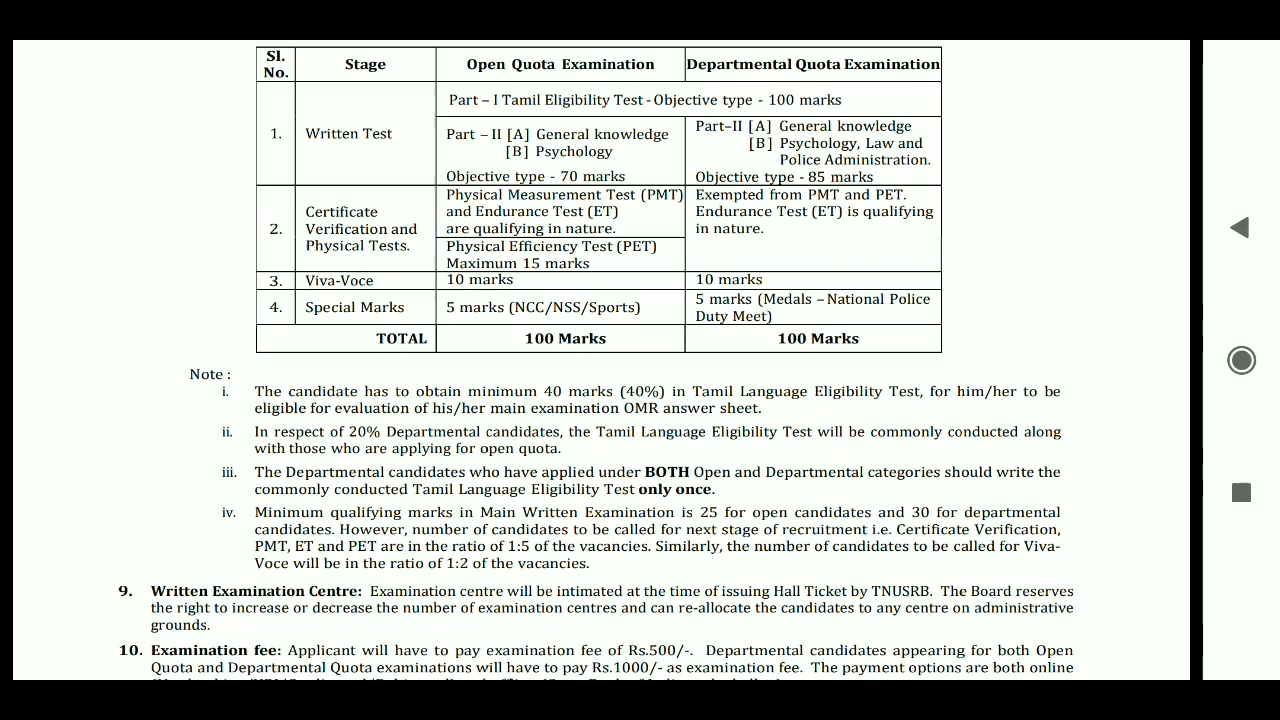 Sl. No. Stage Open Quota Examination Departmental Quota Examination
Part – I Tamil Eligibility Test - Objective type - 100 marks
1. Written Test
Part – II [A] General knowledge
[B] Psychology
Objective type - 70 marks
Part–II [A] General knowledge
[B] Psychology, Law and
Police Administration.
Objective type - 85 marks
2. Certificate
Verification and
Physical Tests.
Physical Measurement Test (PMT)
and Endurance Test (ET)
are qualifying in nature.
Physical Efficiency Test (PET)
Maximum 15 marks
Exempted from PMT and PET.
Endurance Test (ET) is qualifying
in nature.
3. Viva-Voce 10 marks 10 marks
4. Special Marks 5 marks (NCC/NSS/Sports)
5 marks (Medals – National Police
Duty Meet)
TOTAL 100 Marks 100 Marks
Note :
i. The candidate has to obtain minimum 40 marks (40%) in Tamil Language Eligibility Test, for him/her to be
eligible for evaluation of his/her main examination OMR answer sheet.
ii. In respect of 20% Departmental candidates, the Tamil Language Eligibility Test will be commonly conducted along
with those who are applying for open quota.
iii. The Departmental candidates who have applied under BOTH Open and Departmental categories should write the
commonly conducted Tamil Language Eligibility Test only once.
iv. Minimum qualifying marks in Main Written Examination is 25 for open candidates and 30 for departmental
candidates. However, number of candidates to be called for next stage of recruitment i.e. Certificate Verification,
PMT, ET and PET are in the ratio of 1:5 of the vacancies. Similarly, the number of candidates to be called for Viva-
Voce will be in the ratio of 1:2 of the vacancies.
9. Written Examination Centre: Examination centre will be intimated at the time of issuing Hall Ticket by TNUSRB. The Board reserves
the right to increase or decrease the number of examination centres and can re-allocate the candidates to any centre on administrative
grounds.
10. Examination fee: Applicant will have to pay examination fee of Rs.500/-. Departmental candidates appearing for both Open
Quota and Departmental Quota examinations will have to pay Rs.1000/- as examination fee. The payment options are both online